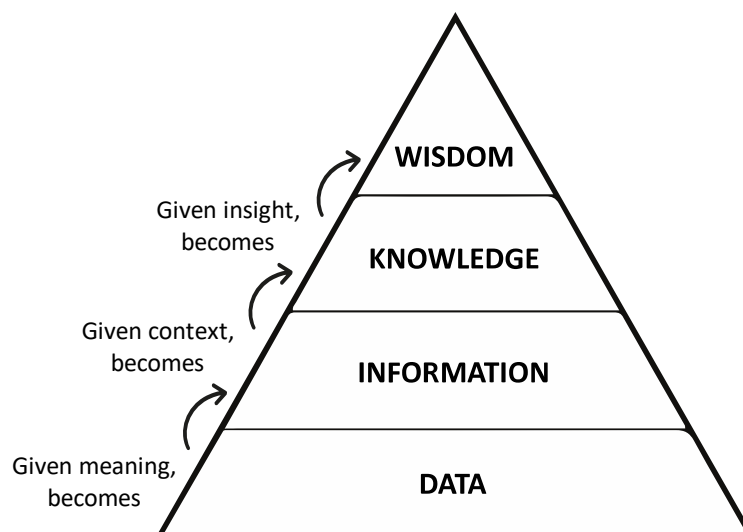 WISDOM
Given insight,
becomes
KNOWLEDGE
Given context,
becomes
INFORMATION
Given meaning,
becomes
DATA